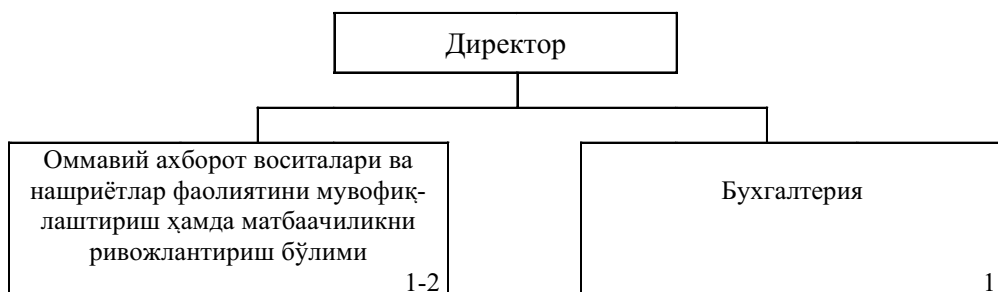 Директор
Оммавий ахборот воситалари ва
нашриётлар фаолиятини мувофиқ-
лаштириш ҳамда матбаачиликни
ривожлантириш бўлими
1-2
Бухгалтерия
1